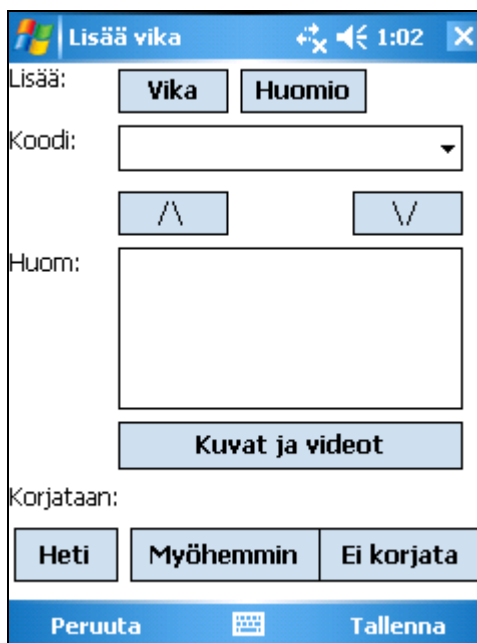 Lisää vika 1:02
Lisää: Vika Huomio
Koodi:
/\ \/
Huom:
Kuvat ja videot
Korjataan:
Heti Myöhemmin Ei korjata
Peruuta Tallenna